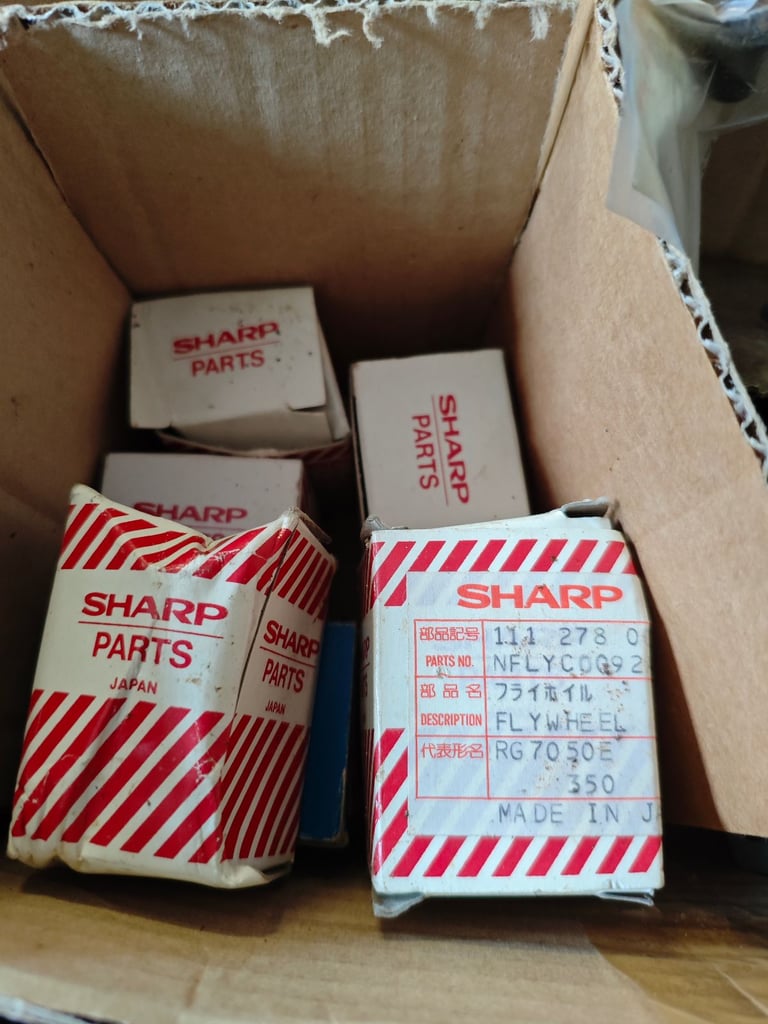 SHARP
PARTS
SHARP
PARTS
SHARP
SHARP
PARTS
JAPAN
SHARP
PARTS
JAPAN
SHARP
部品記号 111 278 0
PARTS NO. NFLYC0092
部品名 フライホイル
DESCRIPTION FLYWHEEL
代表形名 RG7050E
350
MADE IN J